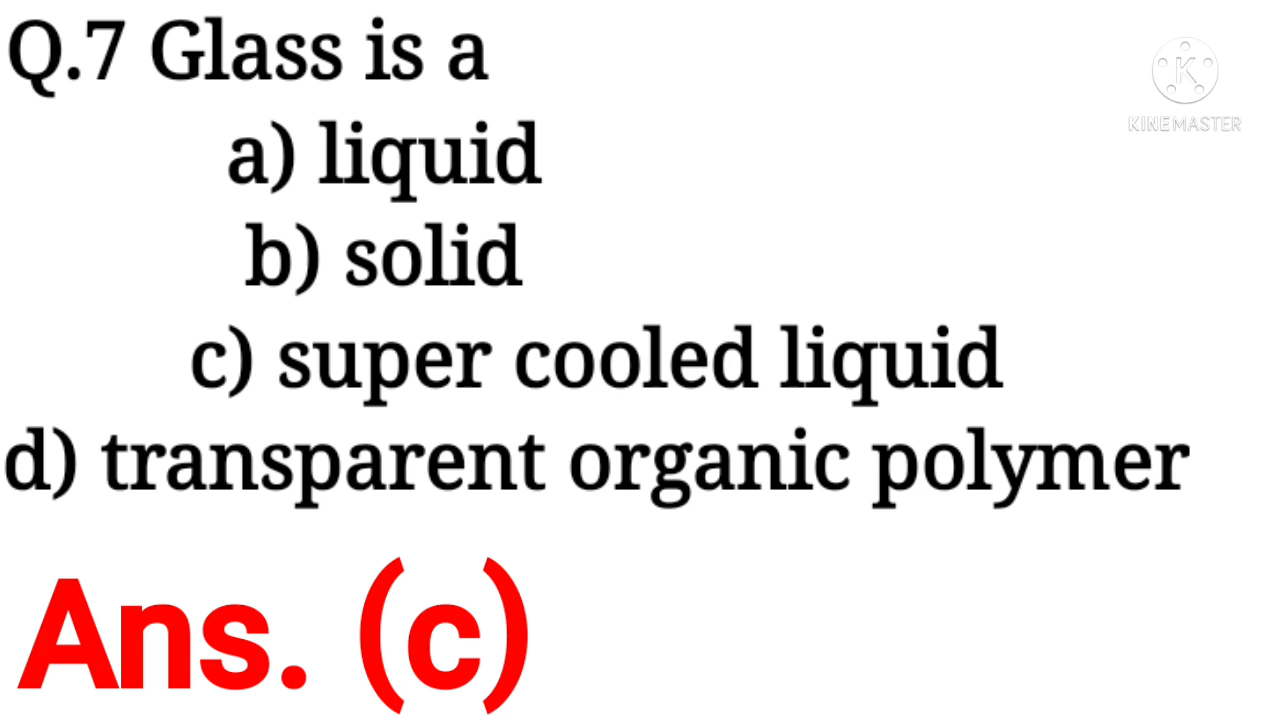 Q.7 Glass is a
K
KINEMASTER
a) liquid
b) solid
c) super cooled liquid
d) transparent organic polymer
Ans. (c)